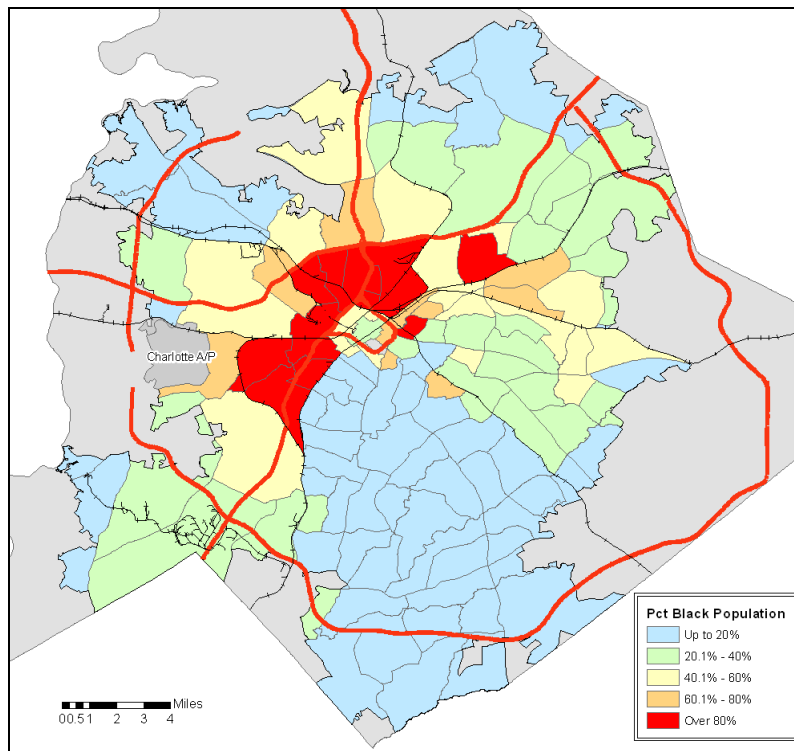 Charlotte A/P
Pct Black Population
Up to 20%
20.1% - 40%
40.1% - 60%
60.1% - 80%
Over 80%
Miles
0 0.5 1 2 3 4